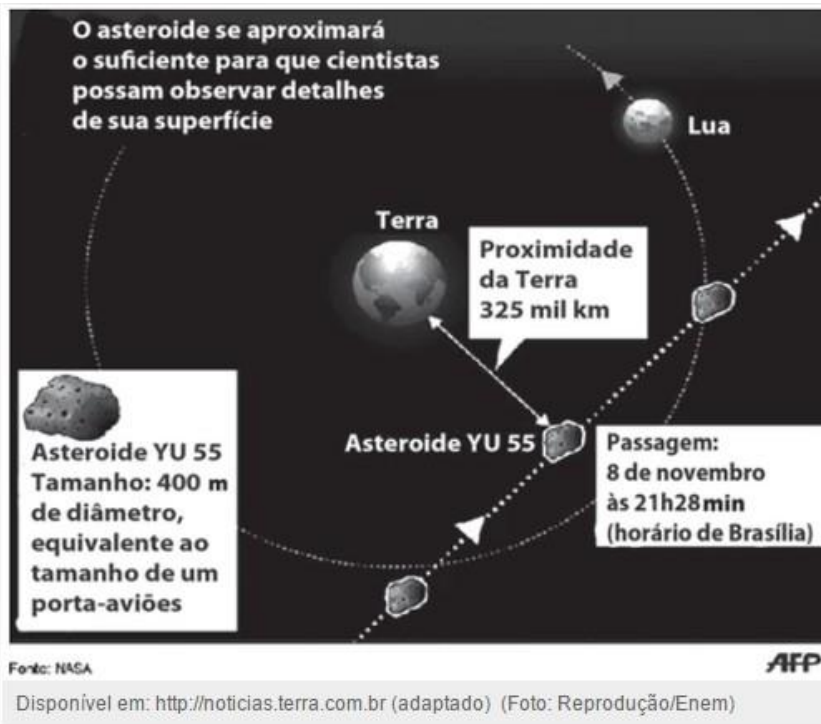 O asteroide se aproximará
o suficiente para que cientistas
possam observar detalhes
de sua superfície
Lua
Terra
Proximidade
da Terra
325 mil km
Asteroide YU 55
Tamanho: 400 m
de diâmetro,
equivalente ao
tamanho de um
porta-aviões
Asteroide YU 55
Passagem:
8 de novembro
às 21h28min
(horário de Brasília)
Fonte: NASA
AFP
Disponível em: http://noticias.terra.com.br (adaptado) (Foto: Reprodução/Enem)